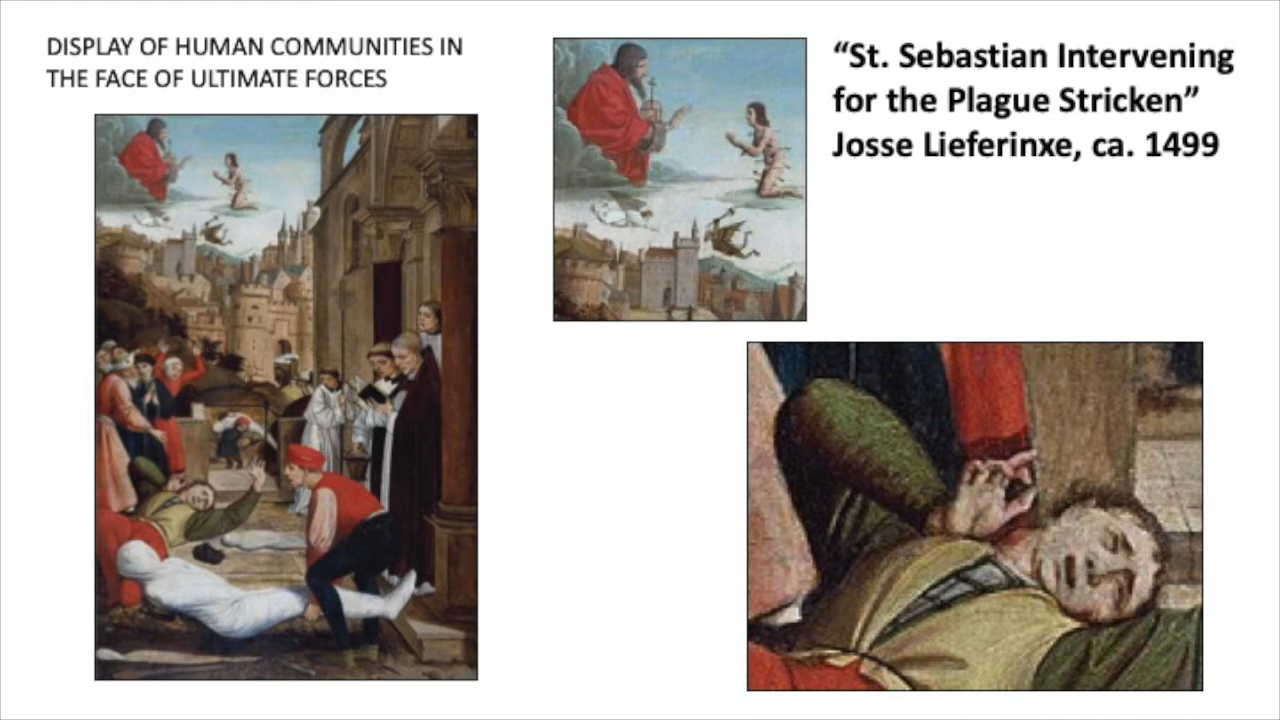 DISPLAY OF HUMAN COMMUNITIES IN
THE FACE OF ULTIMATE FORCES
“St. Sebastian Intervening
for the Plague Stricken”
Josse Lieferinxe, ca. 1499